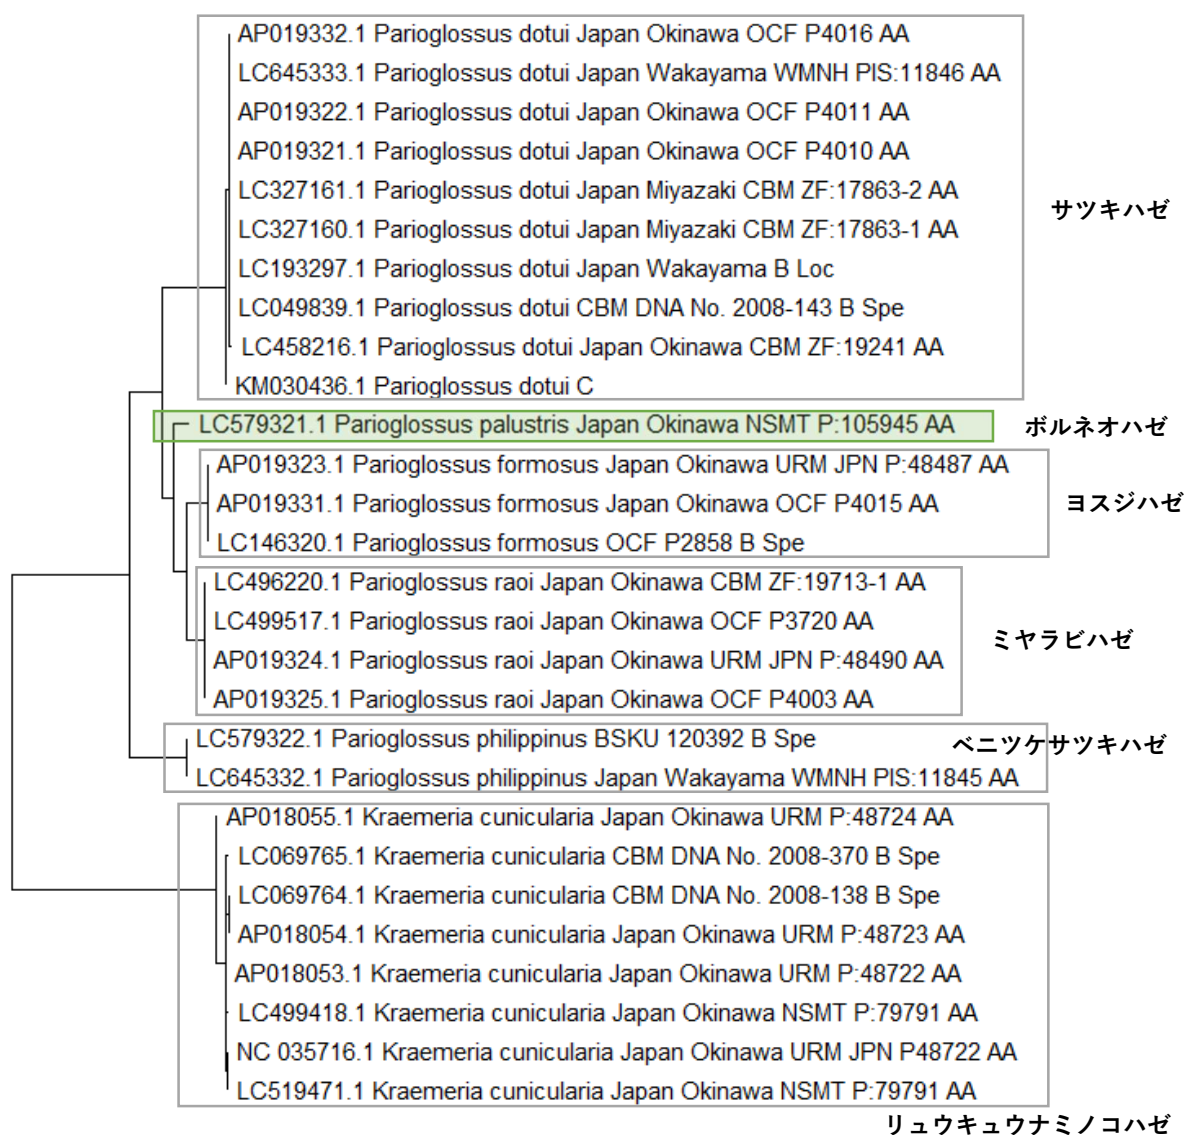 AP019332.1 Parioglossus dotui Japan Okinawa OCF P4016 AA
LC645333.1 Parioglossus dotui Japan Wakayama WMNH PIS:11846 AA
AP019322.1 Parioglossus dotui Japan Okinawa OCF P4011 AA
AP019321.1 Parioglossus dotui Japan Okinawa OCF P4010 AA
LC327161.1 Parioglossus dotui Japan Miyazaki CBM ZF:17863-2 AA
サツキハゼ
LC327160.1 Parioglossus dotui Japan Miyazaki CBM ZF:17863-1 AA
LC193297.1 Parioglossus dotui Japan Wakayama B Loc
LC049839.1 Parioglossus dotui CBM DNA No. 2008-143 B Spe
LC458216.1 Parioglossus dotui Japan Okinawa CBM ZF:19241 AA
KM030436.1 Parioglossus dotui C
LC579321.1 Parioglossus palustris Japan Okinawa NSMT P:105945 AA
ボルネオハゼ
AP019323.1 Parioglossus formosus Japan Okinawa URM JPN P:48487 AA
AP019331.1 Parioglossus formosus Japan Okinawa OCF P4015 AA
ヨスジハゼ
LC146320.1 Parioglossus formosus OCF P2858 B Spe
LC496220.1 Parioglossus raoi Japan Okinawa CBM ZF:19713-1 AA
LC499517.1 Parioglossus raoi Japan Okinawa OCF P3720 AA
ミヤラビハゼ
AP019324.1 Parioglossus raoi Japan Okinawa URM JPN P:48490 AA
AP019325.1 Parioglossus raoi Japan Okinawa OCF P4003 AA
LC579322.1 Parioglossus philippinus BSKU 120392 B Spe
ベニツケサツキハゼ
LC645332.1 Parioglossus philippinus Japan Wakayama WMNH PIS:11845 AA
AP018055.1 Kraemeria cunicularia Japan Okinawa URM P:48724 AA
LC069765.1 Kraemeria cunicularia CBM DNA No. 2008-370 B Spe
LC069764.1 Kraemeria cunicularia CBM DNA No. 2008-138 B Spe
AP018054.1 Kraemeria cunicularia Japan Okinawa URM P:48723 AA
AP018053.1 Kraemeria cunicularia Japan Okinawa URM P:48722 AA
LC499418.1 Kraemeria cunicularia Japan Okinawa NSMT P:79791 AA
NC 035716.1 Kraemeria cunicularia Japan Okinawa URM JPN P48722 AA
LC519471.1 Kraemeria cunicularia Japan Okinawa NSMT P:79791 AA
リュウキュウナミノコハゼ